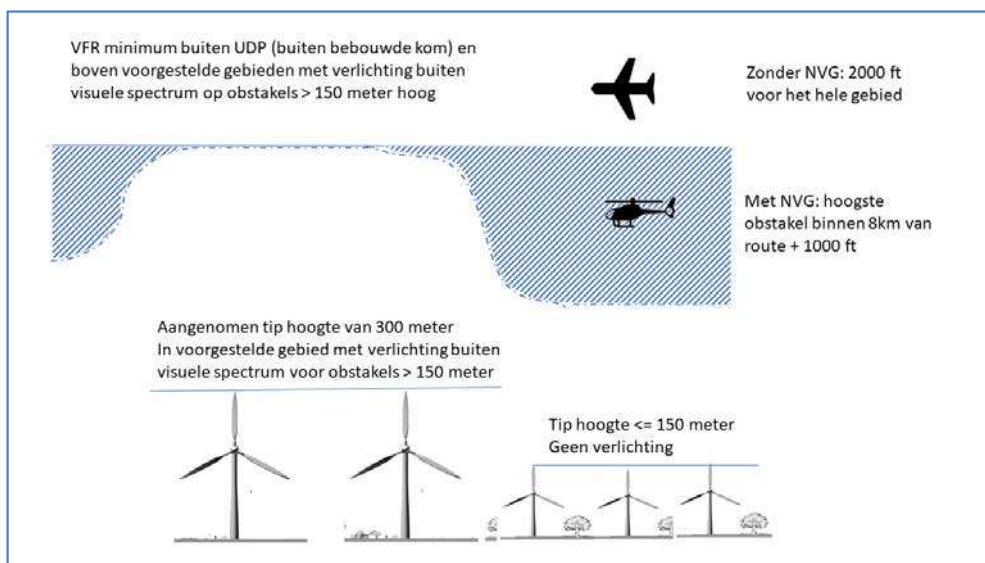 VFR minimum buiten UDP (buiten bebouwde kom) en
boven voorgestelde gebieden met verlichting buiten
visuele spectrum op obstakels > 150 meter hoog
Zonder NVG: 2000 ft
voor het hele gebied
Met NVG: hoogste
obstakel binnen 8km van
route + 1000 ft
Aangenomen tip hoogte van 300 meter
In voorgestelde gebied met verlichting buiten
visuele spectrum voor obstakels > 150 meter
Tip hoogte <= 150 meter
Geen verlichting